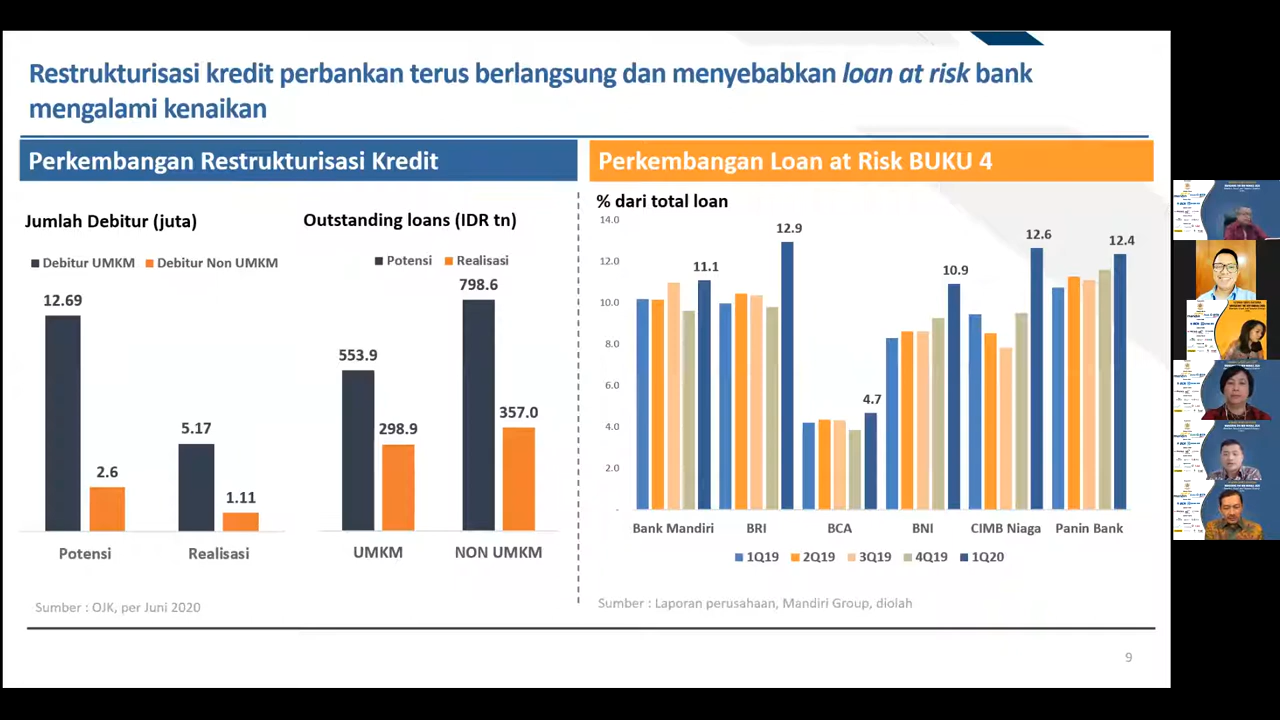 Restrukturisasi kredit perbankan terus berlangsung dan menyebabkan loan at risk bank
mengalami kenaikan
Perkembangan Restrukturisasi Kredit
Jumlah Debitur (juta)
Debitur UMKM Debitur Non UMKM
12.69
2.6
5.17
1.11
Potensi Realisasi
Outstanding loans (IDR tn)
Potensi Realisasi
553.9
298.9
798.6
357.0
UMKM NON UMKM
Sumber : OJK, per Juni 2020
Perkembangan Loan at Risk BUKU 4
% dari total loan
14.0
12.0
10.0
8.0
6.0
4.0
2.0
-
11.1
12.9
4.7
10.9
12.6
12.4
Bank Mandiri BRI BCA BNI CIMB Niaga Panin Bank
1Q19 2Q19 3Q19 4Q19 1Q20
Sumber : Laporan perusahaan, Mandiri Group, diolah
9